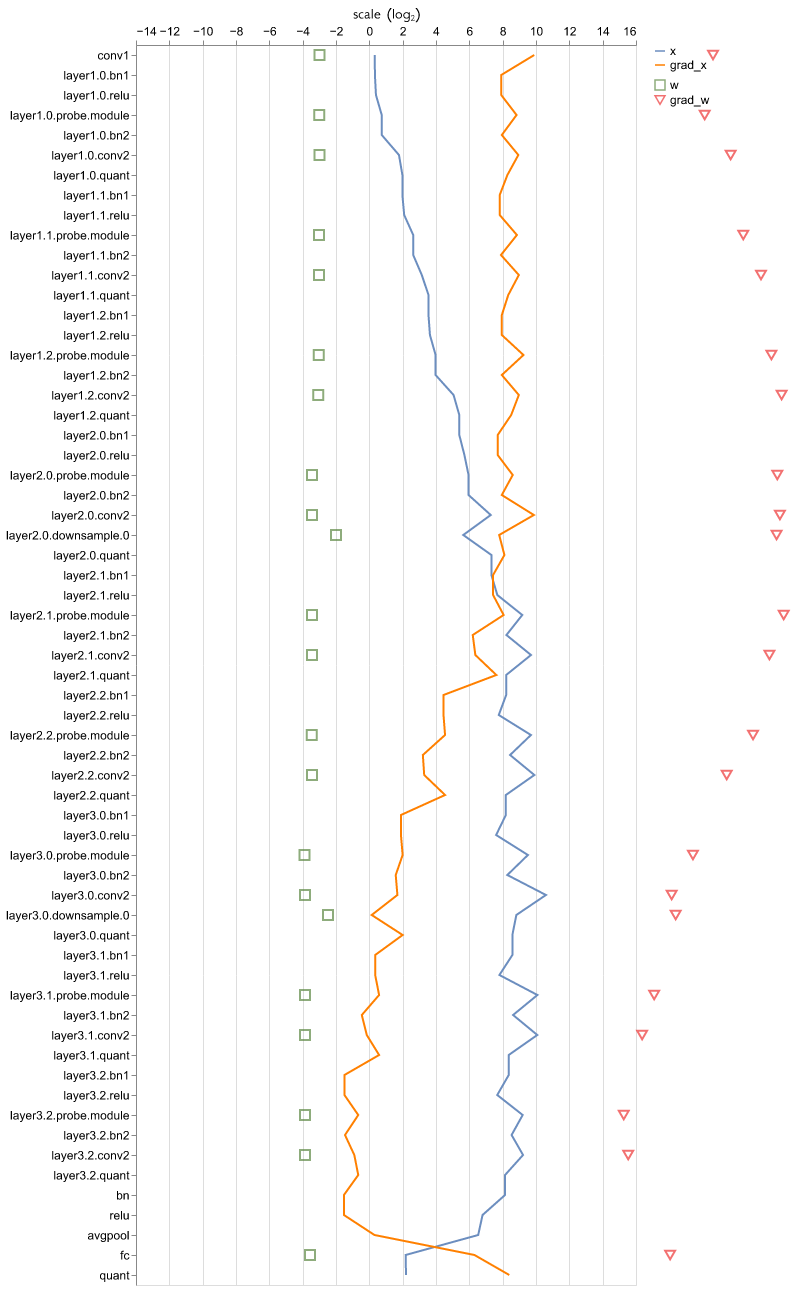 scale (log₂)
−14 −12 −10 −8 −6 −4 −2 0 2 4 6 8 10 12 14 16
x
grad_x
w
grad_w
conv1
layer1.0.bn1
layer1.0.relu
layer1.0.probe.module
layer1.0.bn2
layer1.0.conv2
layer1.0.quant
layer1.1.bn1
layer1.1.relu
layer1.1.probe.module
layer1.1.bn2
layer1.1.conv2
layer1.1.quant
layer1.2.bn1
layer1.2.relu
layer1.2.probe.module
layer1.2.bn2
layer1.2.conv2
layer1.2.quant
layer2.0.bn1
layer2.0.relu
layer2.0.probe.module
layer2.0.bn2
layer2.0.conv2
layer2.0.downsample.0
layer2.0.quant
layer2.1.bn1
layer2.1.relu
layer2.1.probe.module
layer2.1.bn2
layer2.1.conv2
layer2.1.quant
layer2.2.bn1
layer2.2.relu
layer2.2.probe.module
layer2.2.bn2
layer2.2.conv2
layer2.2.quant
layer3.0.bn1
layer3.0.relu
layer3.0.probe.module
layer3.0.bn2
layer3.0.conv2
layer3.0.downsample.0
layer3.0.quant
layer3.1.bn1
layer3.1.relu
layer3.1.probe.module
layer3.1.bn2
layer3.1.conv2
layer3.1.quant
layer3.2.bn1
layer3.2.relu
layer3.2.probe.module
layer3.2.bn2
layer3.2.conv2
layer3.2.quant
bn
relu
avgpool
fc
quant